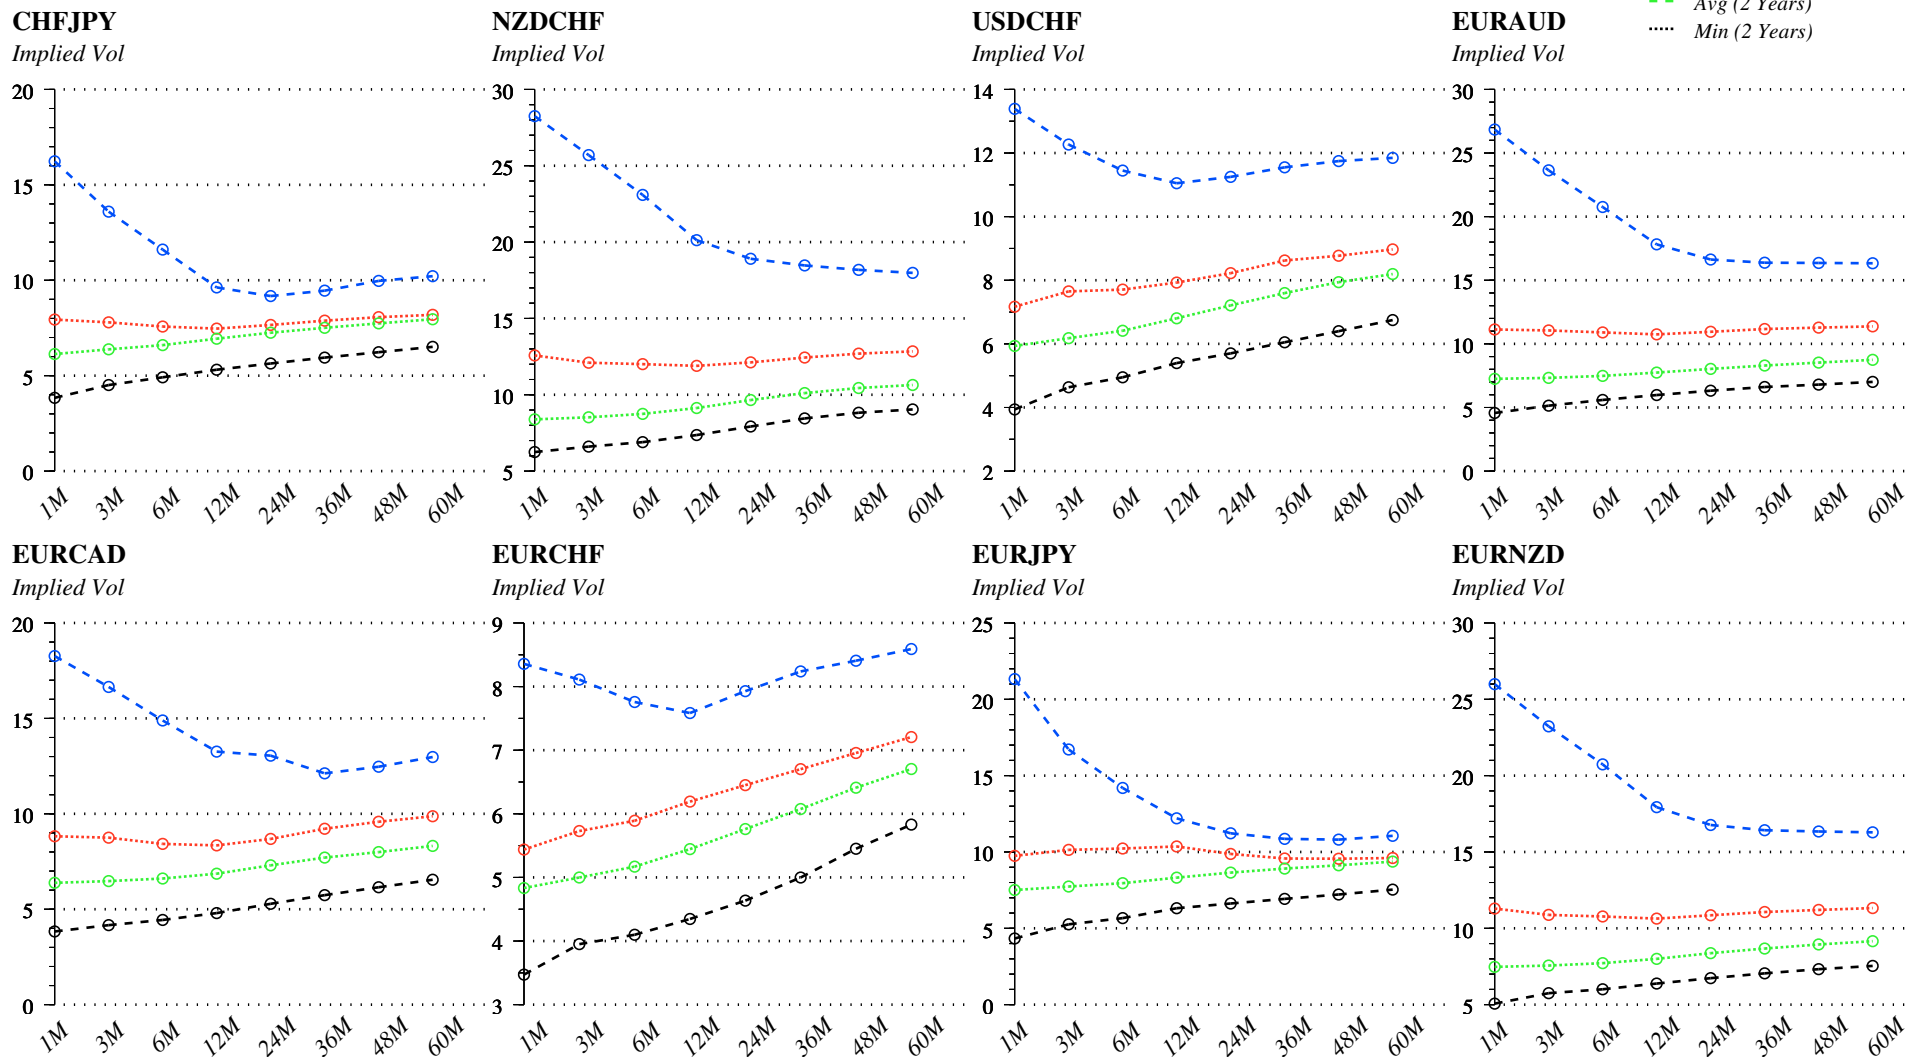 Avg (2 Years)
Min (2 Years)
CHFJPY
Implied Vol
20
15
10
5
0
1M 3M 6M 12M 24M 36M 48M 60M
NZDCHF
Implied Vol
30
25
20
15
10
5
1M 3M 6M 12M 24M 36M 48M 60M
USDCHF
Implied Vol
14
12
10
8
6
4
2
1M 3M 6M 12M 24M 36M 48M 60M
EURAUD
Implied Vol
30
25
20
15
10
5
0
1M 3M 6M 12M 24M 36M 48M 60M
EURCAD
Implied Vol
20
15
10
5
0
1M 3M 6M 12M 24M 36M 48M 60M
EURCHF
Implied Vol
9
8
7
6
5
4
3
1M 3M 6M 12M 24M 36M 48M 60M
EURJPY
Implied Vol
25
20
15
10
5
0
1M 3M 6M 12M 24M 36M 48M 60M
EURNZD
Implied Vol
30
25
20
15
10
5
1M 3M 6M 12M 24M 36M 48M 60M